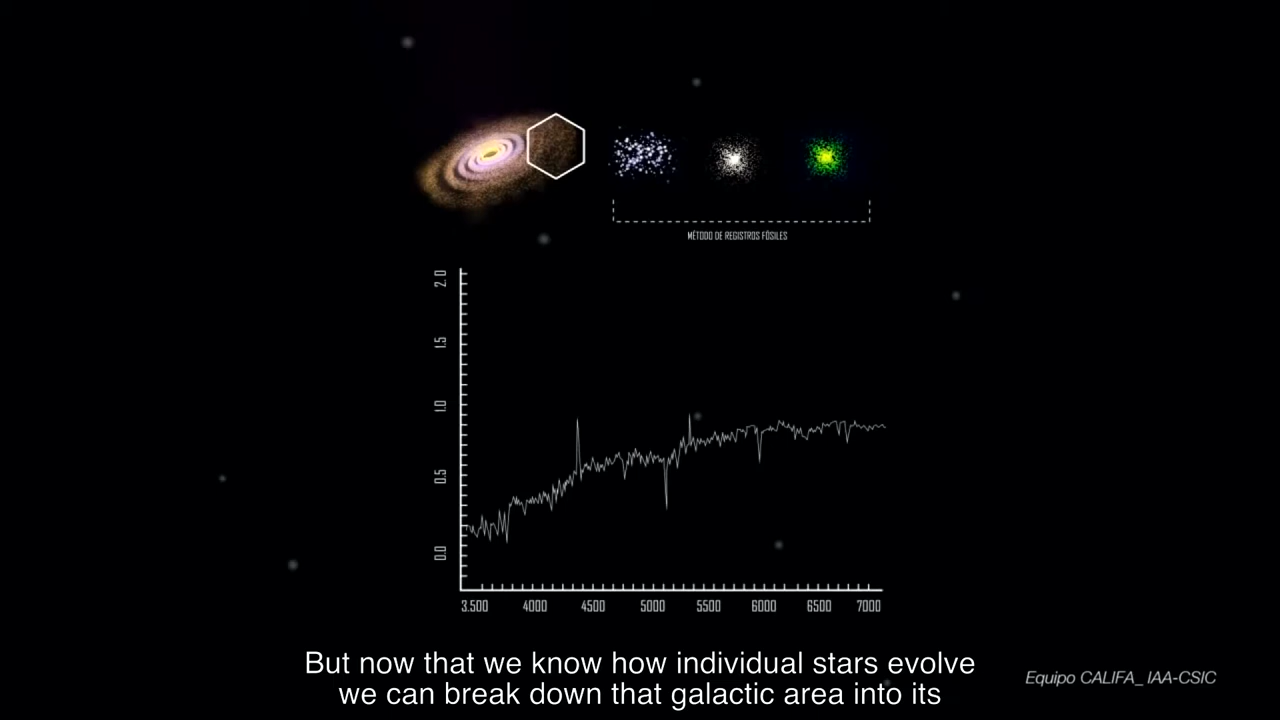 MÉTODO DE REGISTROS FÓSILES
2.0
1.5
1.0
0.5
0.0
3.500 4000 4500 5000 5500 6000 6500 7000
But now that we know how individual stars evolve
we can break down that galactic area into its
Equipo CALIFA_ IAA-CSIC